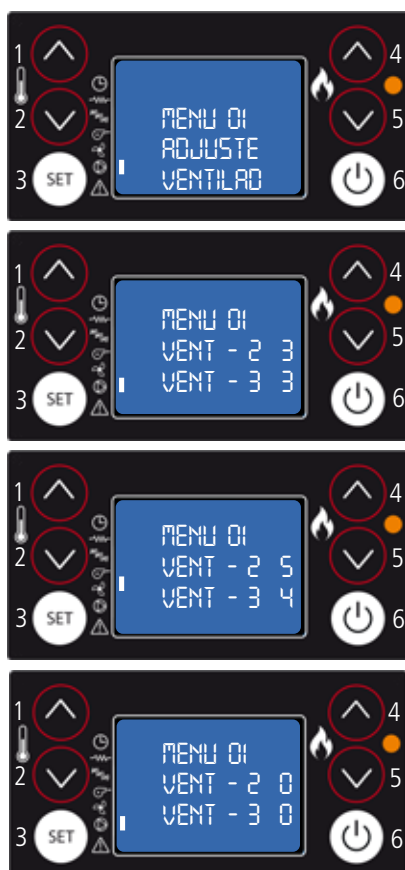 1
4
2
MENU 01
5
ADJUSTE
3 SET
VENTILAD
6
1
4
MENU 01
2
VENT - 2 3
5
3 SET
VENT - 3 3
6
1
4
MENU 01
2
VENT - 2 5
5
3 SET
VENT - 3 4
6
1
4
MENU 01
2
VENT - 2 0
5
3 SET
VENT - 3 0
6